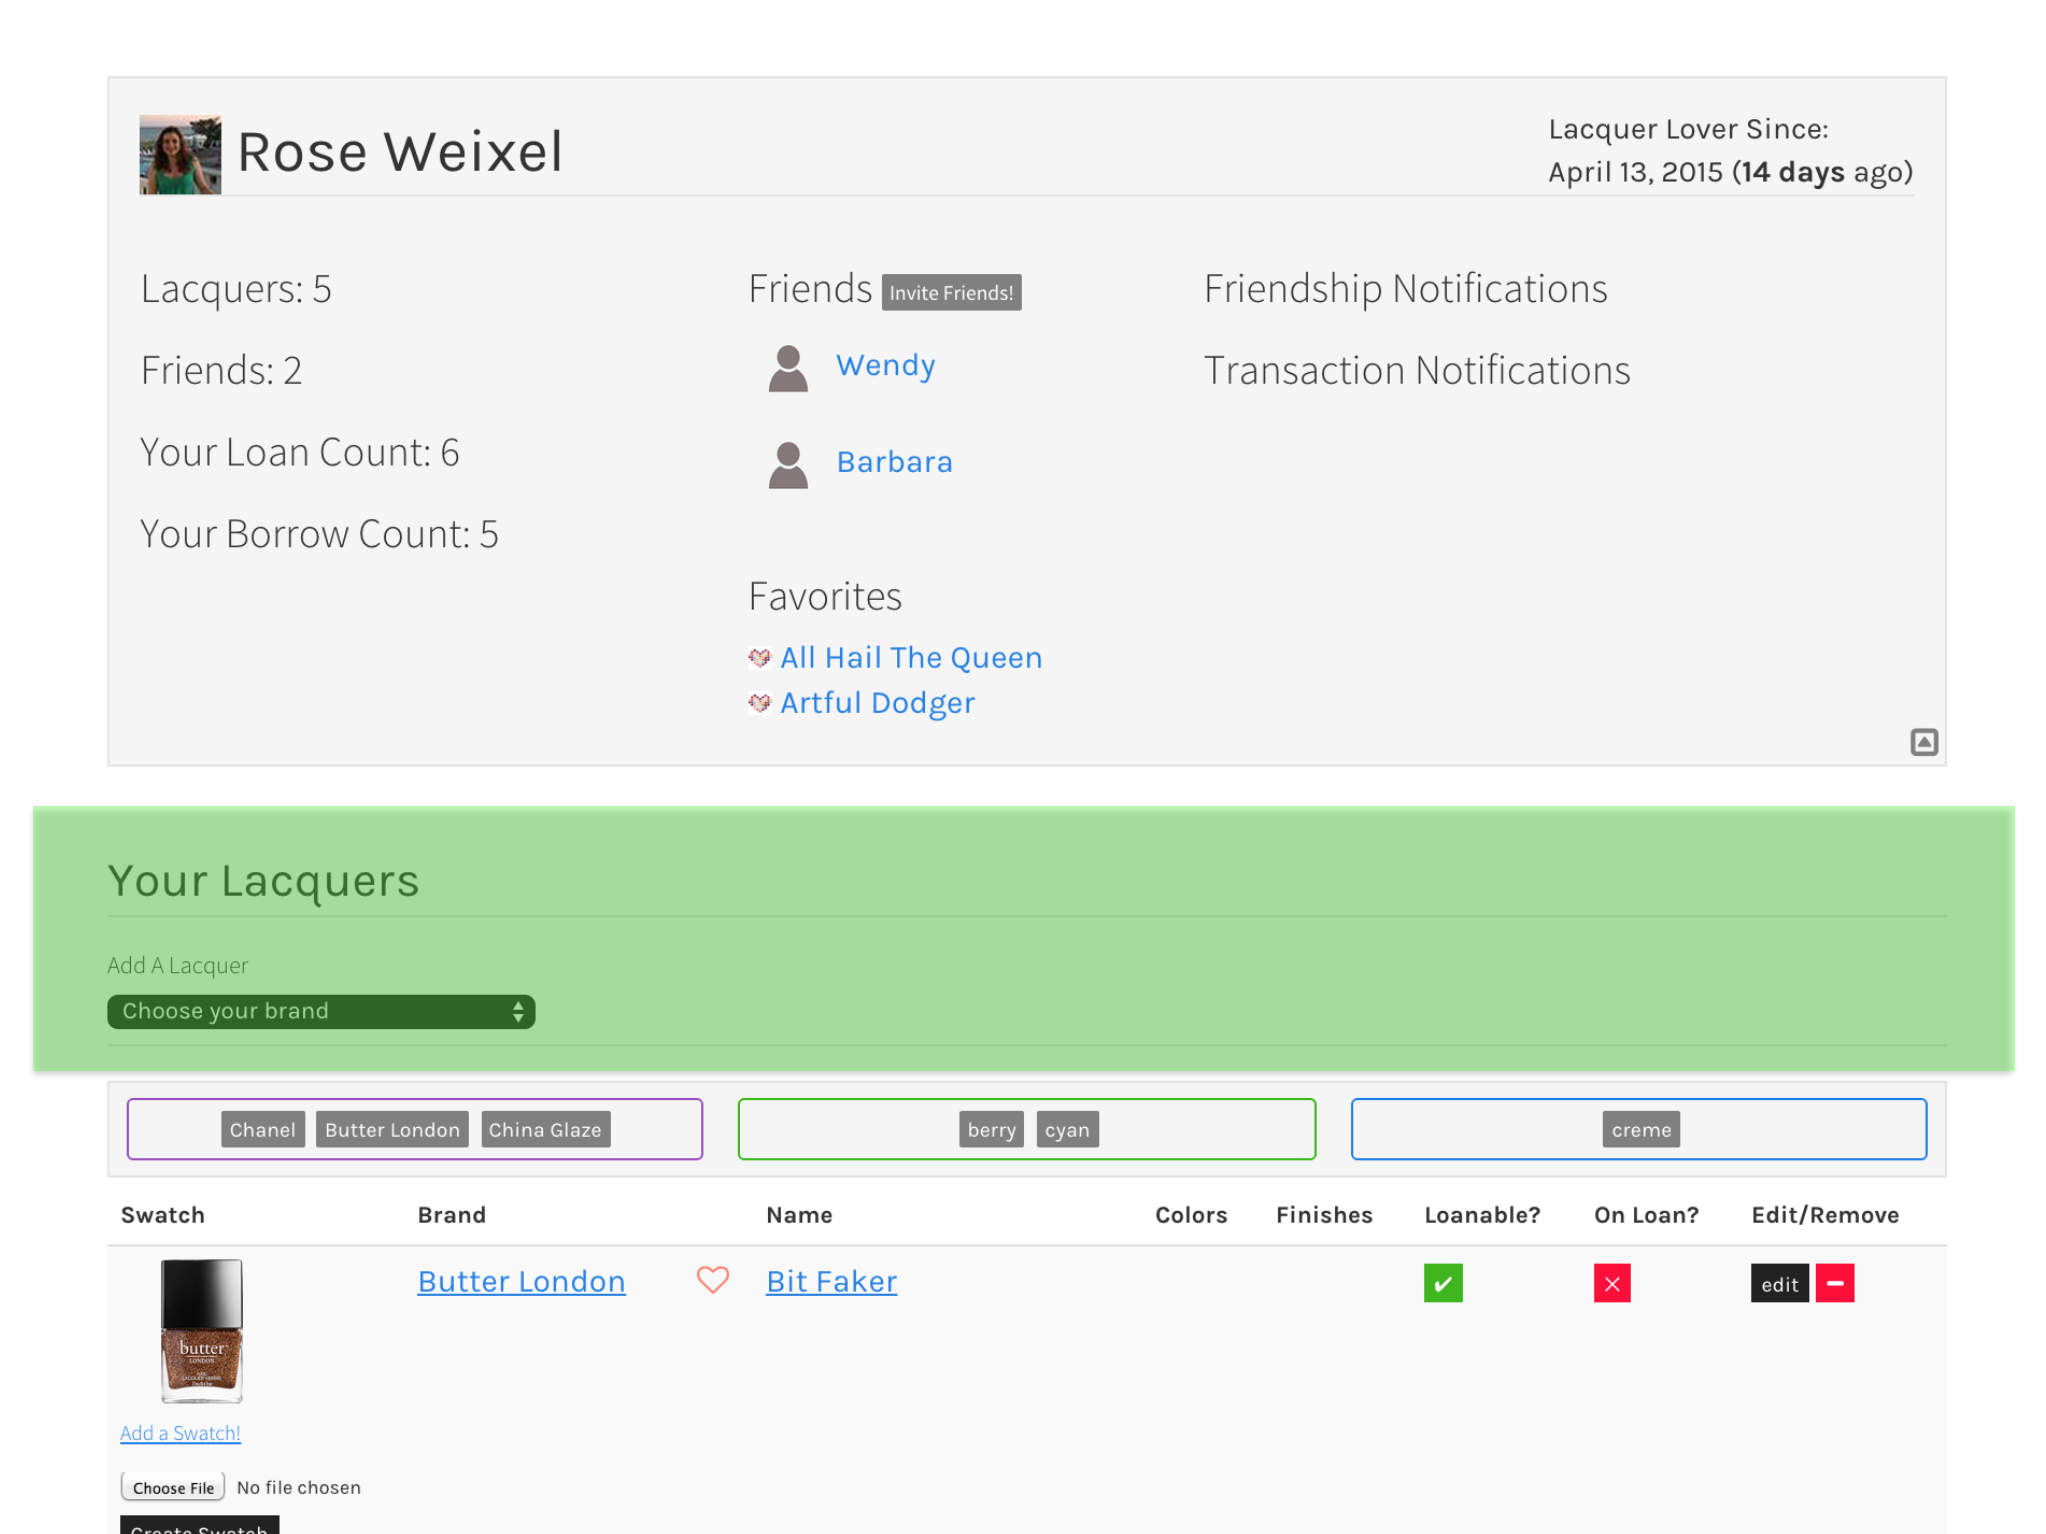 Rose Weixel
Lacquer Lover Since:
April 13, 2015 (14 days ago)
Lacquers: 5
Friends: 2
Your Loan Count: 6
Your Borrow Count: 5
Friends Invite Friends!
Wendy
Barbara
Favorites
All Hail The Queen
Artful Dodger
Friendship Notifications
Transaction Notifications
Your Lacquers
Add A Lacquer
Choose your brand
Chanel Butter London China Glaze berry cyan creme
Swatch Brand Name Colors Finishes Loanable? On Loan? Edit/Remove
Butter London Bit Faker edit
butter
LONDON
Add a Swatch!
Choose File No file chosen
Create Swatch